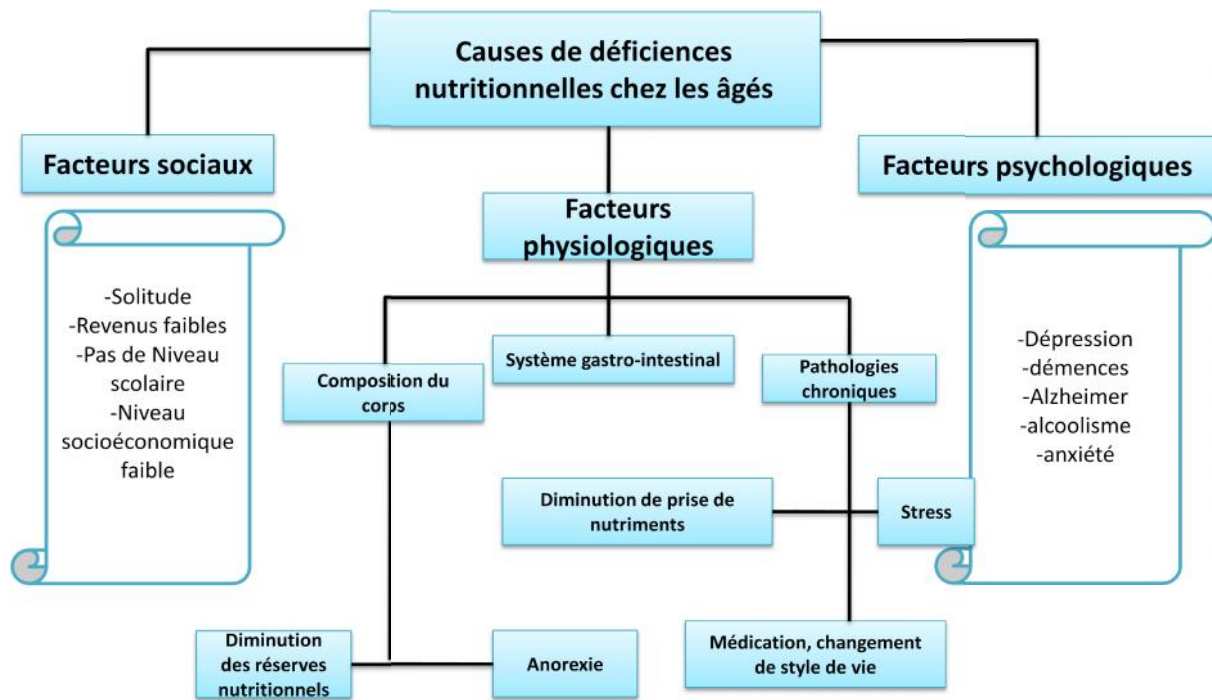 Causes de déficiences
nutritionnelles chez les âgés
Facteurs sociaux
-Solitude
-Revenus faibles
-Pas de Niveau
scolaire
-Niveau
socioéconomique
faible
Facteurs
physiologiques
Composition du
corps
Diminution
des réserves
nutritionnels
Anorexie
Système gastro-intestinal
Pathologies
chroniques
Diminution de prise de
nutriments
Stress
Médication, changement
de style de vie
Facteurs psychologiques
-Dépression
-démences
-Alzheimer
-alcoolisme
-anxiété